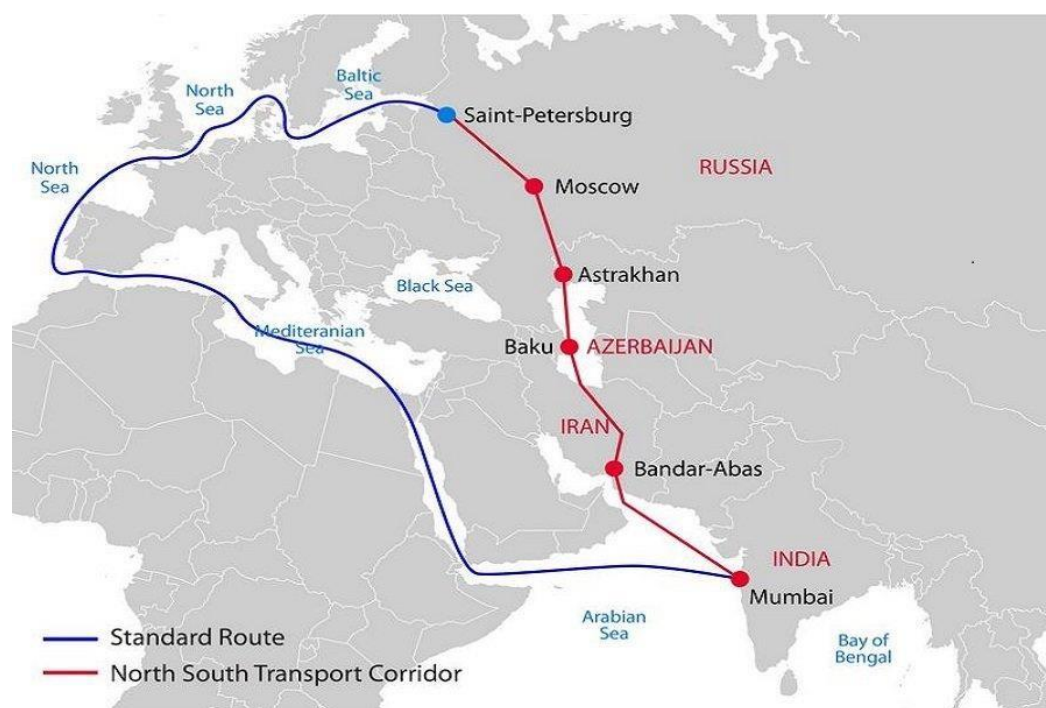 Baltic
Sea
North
Sea
Saint-Petersburg
North
Sea
RUSSIA
Moscow
Astrakhan
Black Sea
Mediteranian
Sea
Baku
AZERBAIJAN
IRAN
Bandar-Abas
INDIA
Mumbai
Arabian
Sea
Bay of
Bengal
Standard Route
North South Transport Corridor